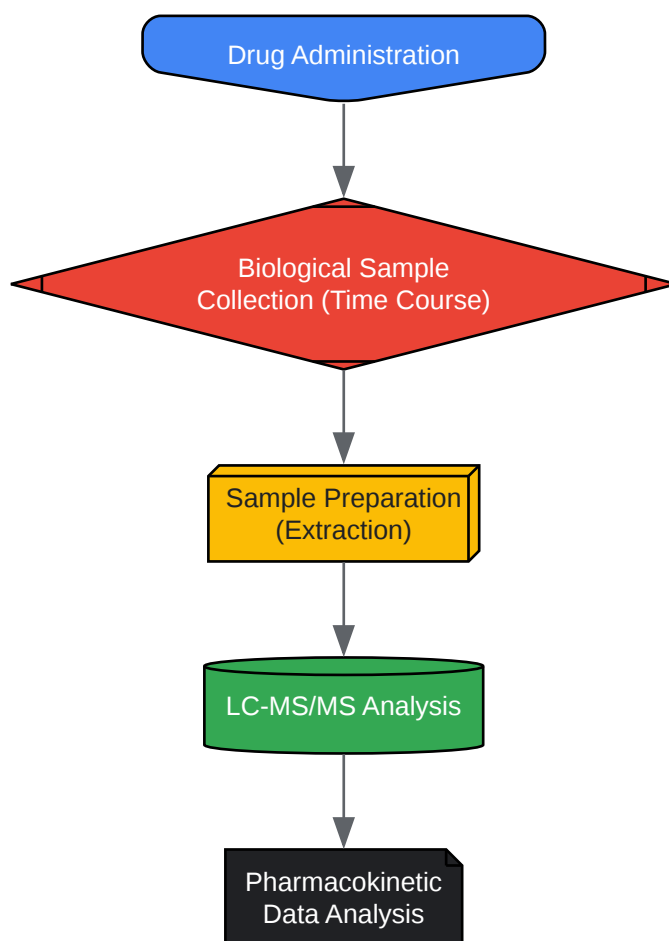 Drug Administration
Biological Sample
Collection (Time Course)
Sample Preparation
(Extraction)
LC-MS/MS Analysis
Pharmacokinetic
Data Analysis